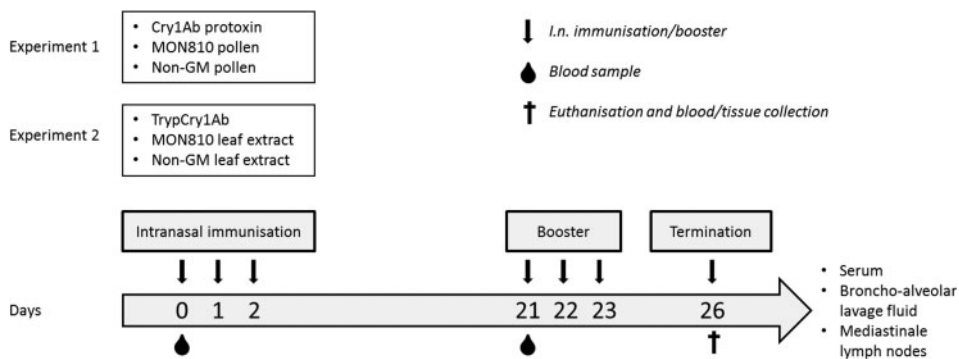 Experiment 1
• Cry1Ab protoxin
• MON810 pollen
• Non-GM pollen
Experiment 2
• TrypCry1Ab
• MON810 leaf extract
• Non-GM leaf extract
I.n. immunisation/booster
Blood sample
Euthanisation and blood/tissue collection
Intranasal immunisation
Booster
Termination
Days
0 1 2 21 22 23 26
• Serum
• Broncho-alveolar
lavage fluid
• Mediastinale
lymph nodes